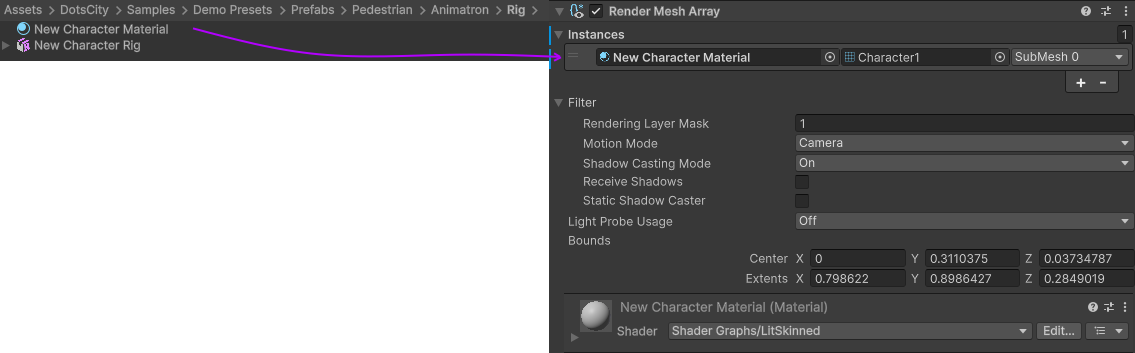 Assets > DotsCity > Samples > Demo Presets > Prefabs > Pedestrian > Animatron > Rig >
New Character Material
New Character Rig
Render Mesh Array
Instances 1
New Character Material Character1 SubMesh 0
+ -
Filter
Rendering Layer Mask 1
Motion Mode Camera
Shadow Casting Mode On
Receive Shadows
Static Shadow Caster
Light Probe Usage Off
Bounds
Center X 0 Y 0.3110375 Z 0.03734787
Extents X 0.798622 Y 0.8986427 Z 0.2849019
New Character Material (Material)
Shader Shader Graphs/LitSkinned Edit...